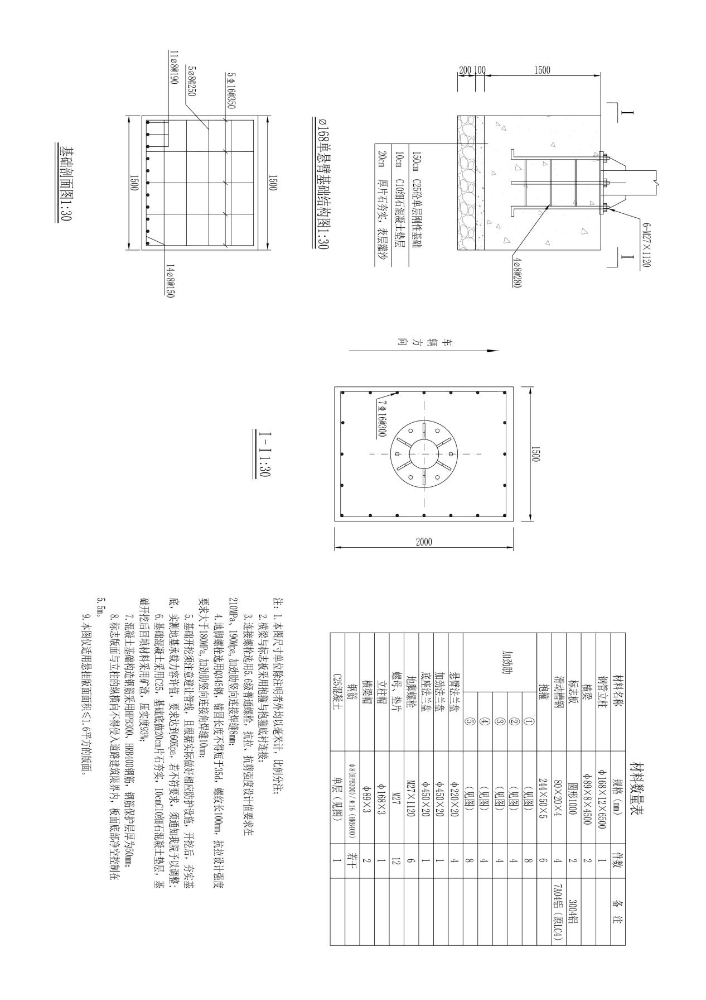 I
I
1500
100
200
6-M27×1120
4⌀8@280
150cm C25砼单层刚性基础
10cm C10细石混凝土垫层
20cm 厚片石夯实，表层灌沙
⌀168单悬臂基础结构图1:30
1500
5⏀16@350
5⌀8@250
11⌀8@190
14⌀8@150
1500
基础剖面图1:30
车辆方向
1500
2000
7⏀16@300
I-I 1:30
材料数量表
材料名称 规格（mm） 件数 备 注
钢管立柱 φ168×12×6500 1
横梁 φ89×8×4500 2
标志板 圆形1000 2 3004铝
滑动槽钢 80×20×4 4 7A04铝（原LC4）
抱箍 244×50×5 6
加劲肋 ① （见图） 8
② （见图） 4
③ （见图） 4
④ （见图） 4
⑤ （见图） 8
悬臂法兰盘 φ220×20 4
加劲法兰盘 φ450×20 1
底座法兰盘 φ450×20 1
地脚螺栓 M27×1120 6
螺母、垫片 M27 12
立柱帽 φ168×3 1
横梁帽 φ89×3 2
钢筋 φ8(HPB300)/⏀16（HRB400） 若干
C25混凝土 单层（见图） 1
注：1.本图尺寸单位除注明者外均以毫米计，比例分注；
2.横梁与标志板采用抱箍与抱箍底衬连接；
3.连接螺栓选用5.6级普通螺栓，抗拉、抗剪强度设计值要求在
210MPa、190Mpa,加劲肋竖向连接焊缝8mm；
4.地脚螺栓选用Q345钢，锚固长度不得短于35d，螺纹长100mm，抗拉设计强度
要求大于180MPa,加劲肋竖向连接角焊缝10mm；
5.基础开挖须注意避让管线，且根据实际做好相应防护设施，开挖后，夯实基
底，实测地基承载力容许值，要求达到60Kpa，若不符要求，须通知我院予以调整；
6.基础混凝土采用C25，基础底做20cm片石夯实，10cmC10细石混凝土垫层，基
础开挖后回填材料采用矿渣，压实度93%；
7.混凝土基础构造钢筋采用HPB300、HRB400钢筋，钢筋保护层厚为50mm；
8.标志版面与立柱的纵横向不得侵入道路建筑限界内，板面底部净空控制在
5.5m。
9.本图仅适用悬挂版面面积≤1.6平方的版面。